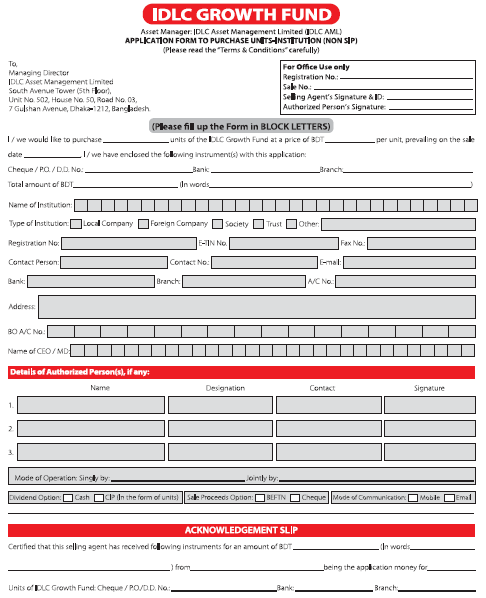 IDLC GROWTH FUND
Asset Manager: IDLC Asset Management Limited (IDLC AML)
APPLICATION FORM TO PURCHASE UNITS-INSTITUTION (NON SIP)
(Please read the "Terms & Conditions" carefully)
To,
Managing Director
IDLC Asset Management Limited
South Avenue Tower (5th Floor),
Unit No. 502, House No. 50, Road No. 03,
7 Gulshan Avenue, Dhaka-1212, Bangladesh.
For Office Use only
Registration No.:
Sale No.:
Selling Agent's Signature & ID:
Authorized Person's Signature:
(Please fill up the Form in BLOCK LETTERS)
I / we would like to purchase units of the IDLC Growth Fund at a price of BDT per unit, prevailing on the sale
date . I / we have enclosed the following instrument(s) with this application:
Cheque / P.O. / D.D. No.: Bank: Branch:
Total amount of BDT (In words )
Name of Institution:
Type of Institution: Local Company Foreign Company Society Trust Other:
Registration No: E-TIN No. Fax No.:
Contact Person: Contact No.: E-mail:
Bank: Branch: A/C No.:
Address:
BO A/C No.:
Name of CEO / MD:
Details of Authorized Person(s), if any:
Name Designation Contact Signature
1.
2.
3.
Mode of Operation: Singly by: Jointly by:
Dividend Option: Cash CIP (In the form of units) Sale Proceeds Option: BEFTN Cheque Mode of Communication: Mobile Email
ACKNOWLEDGEMENT SLIP
Certified that this selling agent has received following instruments for an amount of BDT (In words
) from being the application money for
Units of IDLC Growth Fund: Cheque / P.O./D.D. No.: Bank: Branch: